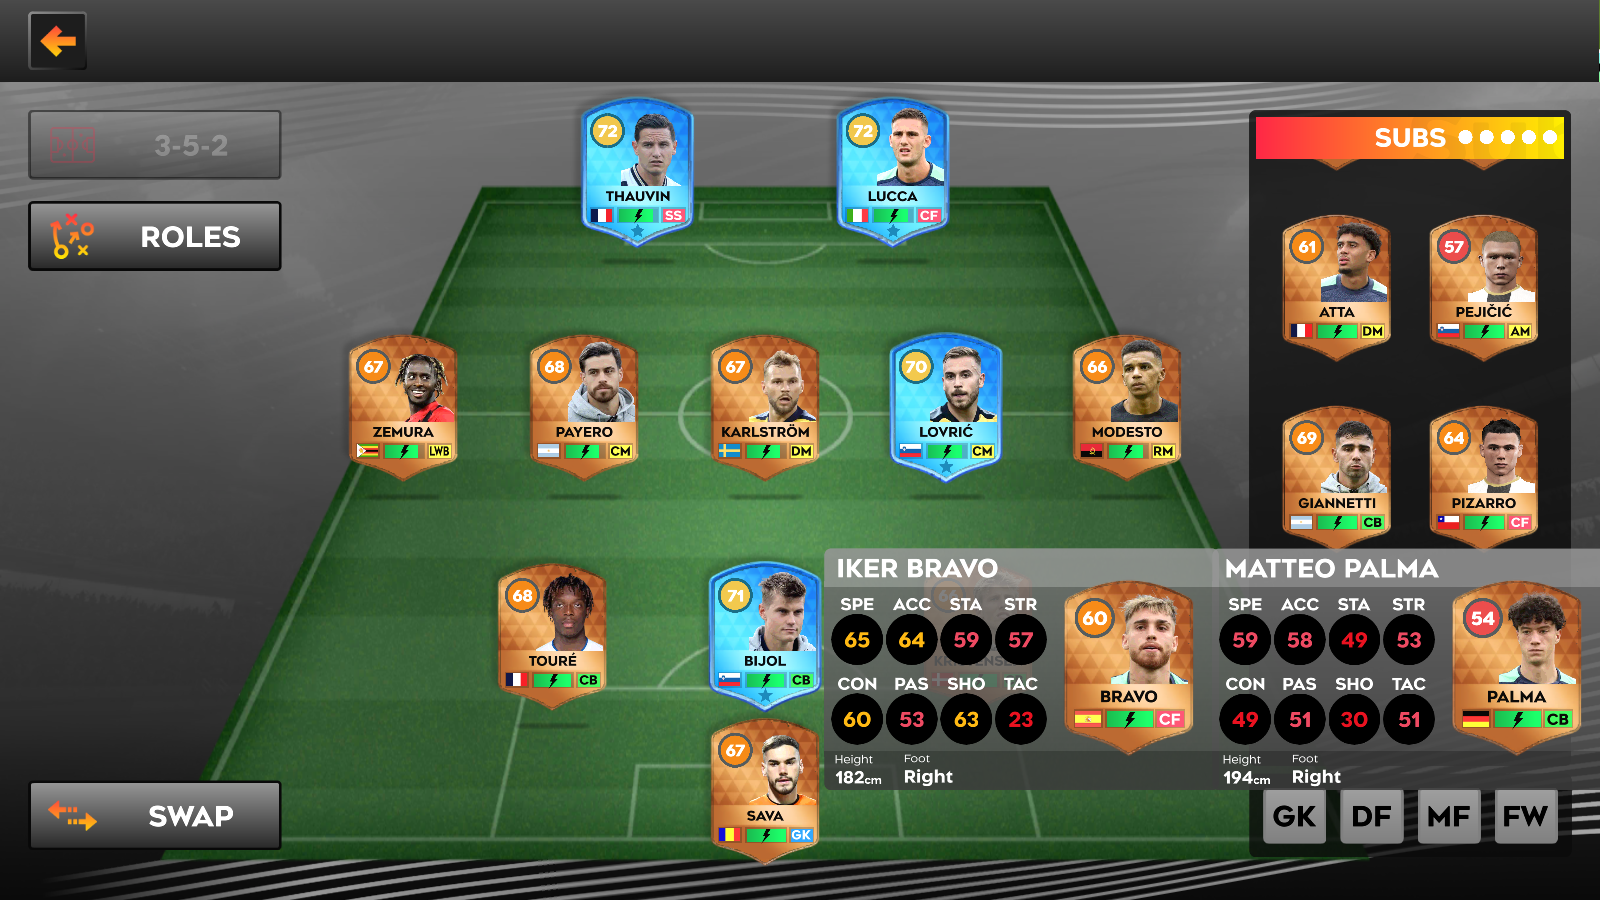 3-5-2
ROLES
SWAP
72
THAUVIN
SS
72
LUCCA
CF
67
ZEMURA
LWB
68
PAYERO
CM
67
KARLSTRÖM
DM
70
LOVRIĆ
CM
66
MODESTO
RM
68
TOURÉ
CB
71
BIJOL
CB
67
SAVA
GK
SUBS
61
ATTA
DM
57
PEJIČIĆ
AM
69
GIANNETTI
CB
64
PIZARRO
CF
IKER BRAVO
SPE ACC STA STR
65 64 59 57
CON PAS SHO TAC
60 53 63 23
Height Foot
182cm Right
60
BRAVO
CF
MATTEO PALMA
SPE ACC STA STR
59 58 49 53
CON PAS SHO TAC
49 51 30 51
Height Foot
194cm Right
54
PALMA
CB
GK DF MF FW